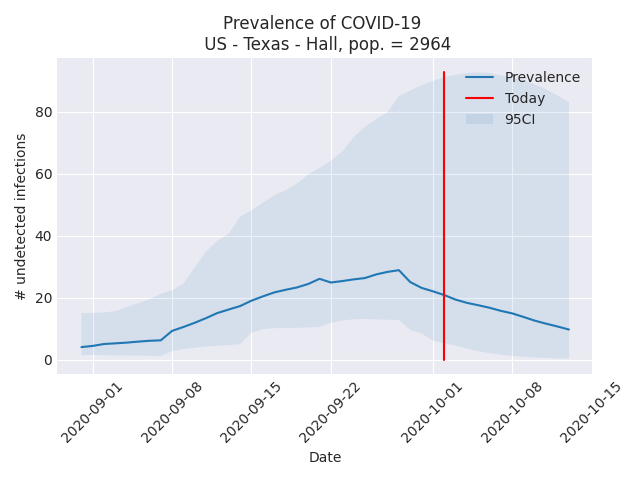 Prevalence of COVID-19
US - Texas - Hall, pop. = 2964
Prevalence
Today
95CI
# undetected infections
80
60
40
20
0
2020-09-01
2020-09-08
2020-09-15
2020-09-22
2020-10-01
2020-10-08
2020-10-15
Date